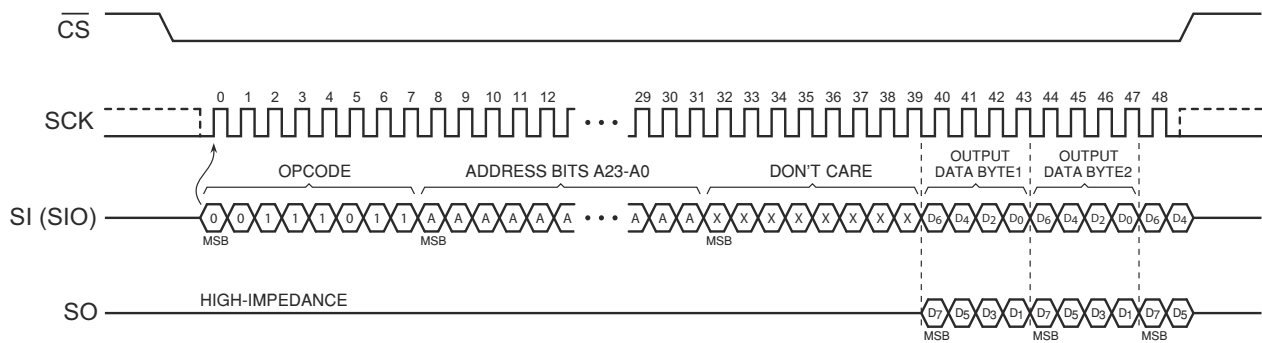 CS
SCK
0 1 2 3 4 5 6 7 8 9 10 11 12 29 30 31 32 33 34 35 36 37 38 39 40 41 42 43 44 45 46 47 48
OPCODE
ADDRESS BITS A23-A0
DON'T CARE
OUTPUT
DATA BYTE1
OUTPUT
DATA BYTE2
SI (SIO)
0 0 1 1 1 0 1 1 A A A A A A A A A X X X X X X X X D6 D4 D2 D0 D6 D4 D2 D0 D6 D4
MSB MSB MSB
SO
HIGH-IMPEDANCE
D7 D5 D3 D1 D7 D5 D3 D1 D7 D5
MSB MSB MSB